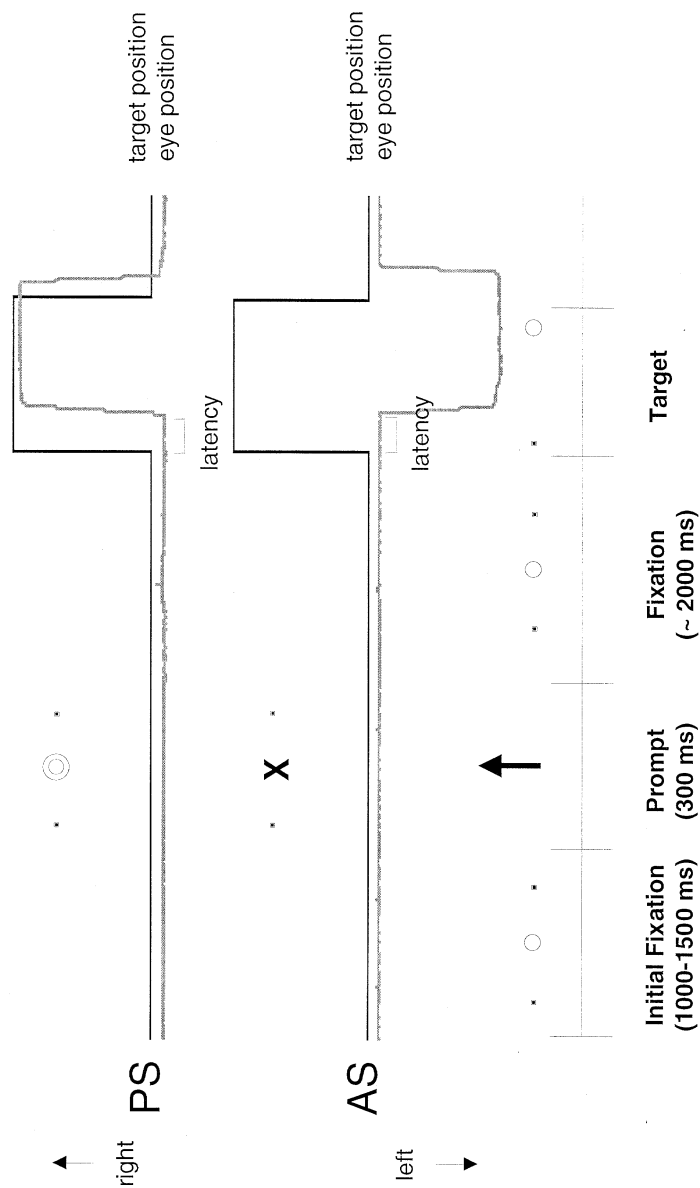 right
PS
target position
eye position
latency
X
left
AS
target position
eye position
latency
Initial Fixation
(1000-1500 ms)
Prompt
(300 ms)
Fixation
(~ 2000 ms)
Target